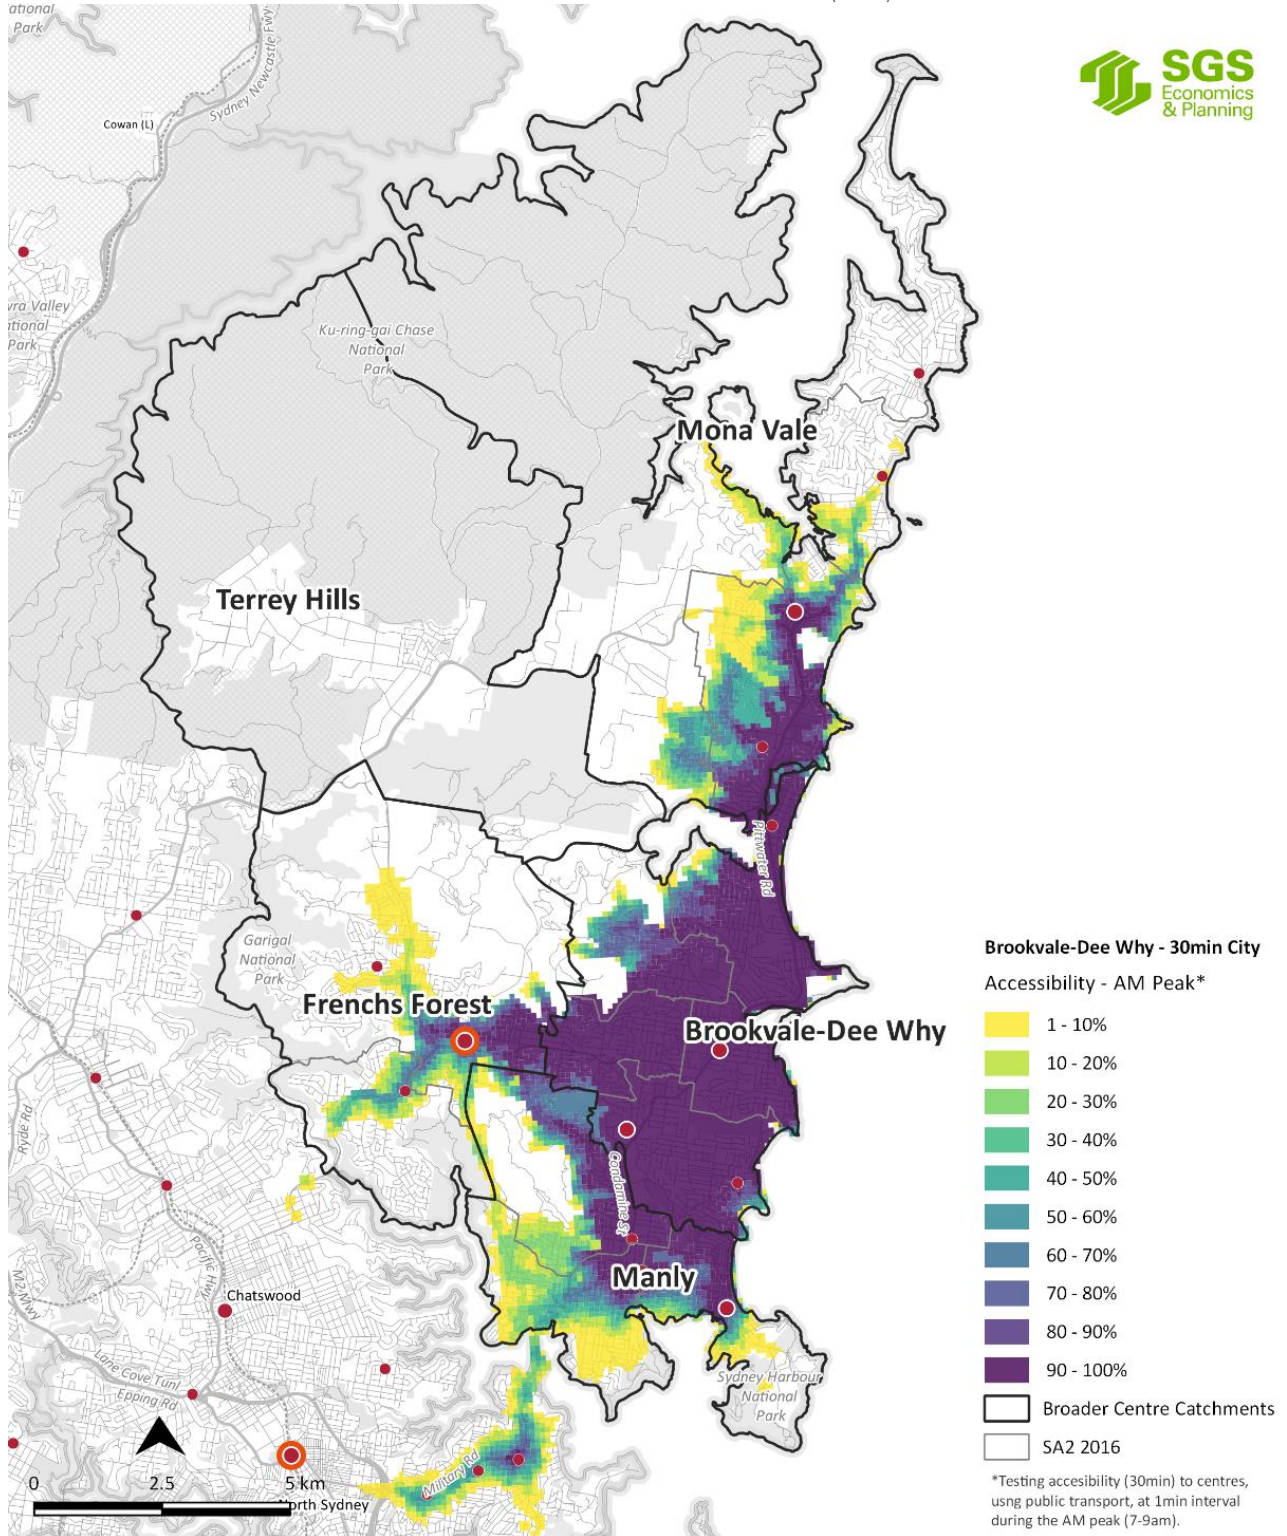 ational
Park
Sydney Newcastle Fwy
Cowan (L)
SGS
Economics
& Planning
vra Valley
ational
Park
Ku-ring-gai Chase
National
Park
Mona Vale
Terrey Hills
Pittwater Rd
Garigal
National
Park
Frenchs Forest
Brookvale-Dee Why
Ryde Rd
Condamine St
Pacific Hwy
M2 Mwy
Chatswood
Manly
Lane Cove Tunl
Epping Rd
Sydney Harbour
National
Park
Military Rd
North Sydney
0 2.5 5 km
Brookvale-Dee Why - 30min City
Accessibility - AM Peak*
1 - 10%
10 - 20%
20 - 30%
30 - 40%
40 - 50%
50 - 60%
60 - 70%
70 - 80%
80 - 90%
90 - 100%
Broader Centre Catchments
SA2 2016
*Testing accesibility (30min) to centres,
usng public transport, at 1min interval
during the AM peak (7-9am).